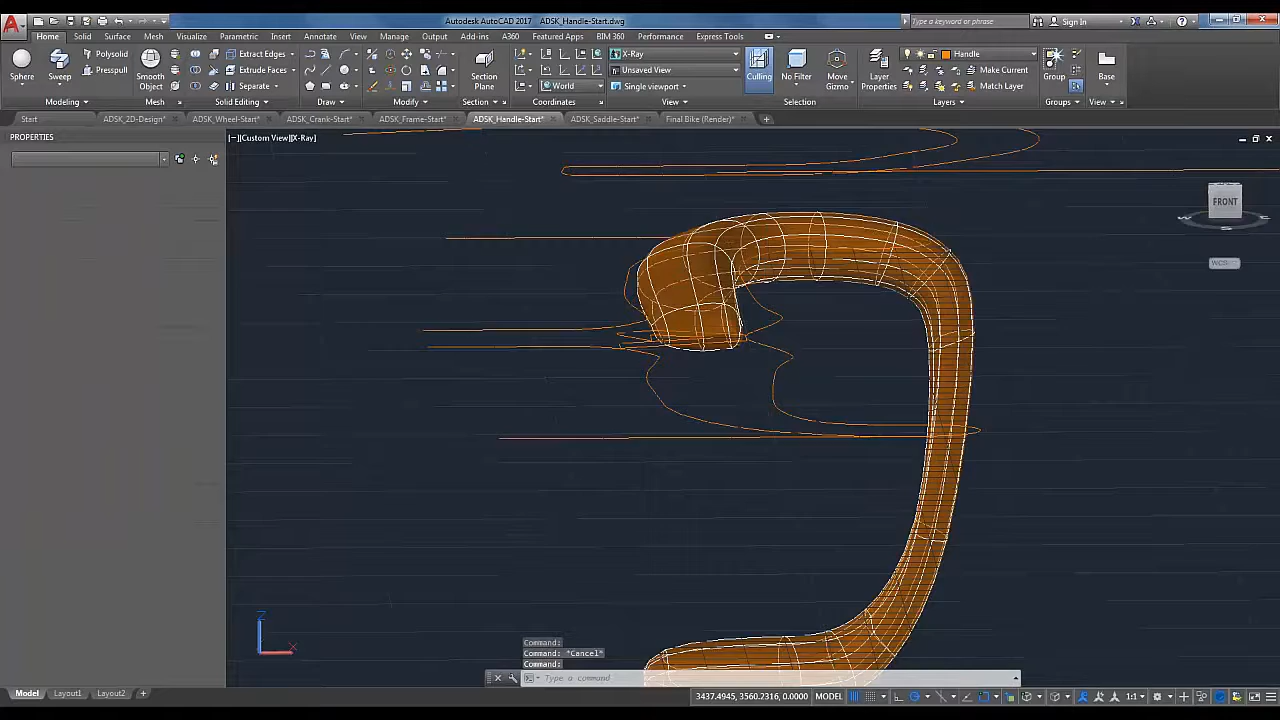 Autodesk AutoCAD 2017 ADSK_Handle-Start.dwg
Type a keyword or phrase
Sign In
Home Solid Surface Mesh Visualize Parametric Insert Annotate View Manage Output Add-ins A360 Featured Apps BIM 360 Performance Express Tools
Polysolid
Extrude Edges
X-Ray
Handle
Sphere
Sweep
Presspull
Smooth
Object
Extrude Faces
Section
Plane
Unsaved View
Culling
No Filter
Move
Gizmo
Layer
Properties
Make Current
Group
Base
Separate
World
Single viewport
Match Layer
Modeling
Mesh
Solid Editing
Draw
Modify
Section
Coordinates
View
Selection
Layers
Groups
View
Start
ADSK_2D-Design*
ADSK_Wheel-Start*
ADSK_Crank-Start*
ADSK_Frame-Start*
ADSK_Handle-Start*
ADSK_Saddle-Start*
Final Bike (Render)*
PROPERTIES
[−][Custom View][X-Ray]
FRONT
WCS
Z
X
Command:
Command: *Cancel*
Command:
Type a command
Model Layout1 Layout2
3437.4945, 3560.2316, 0.0000 MODEL
1:1